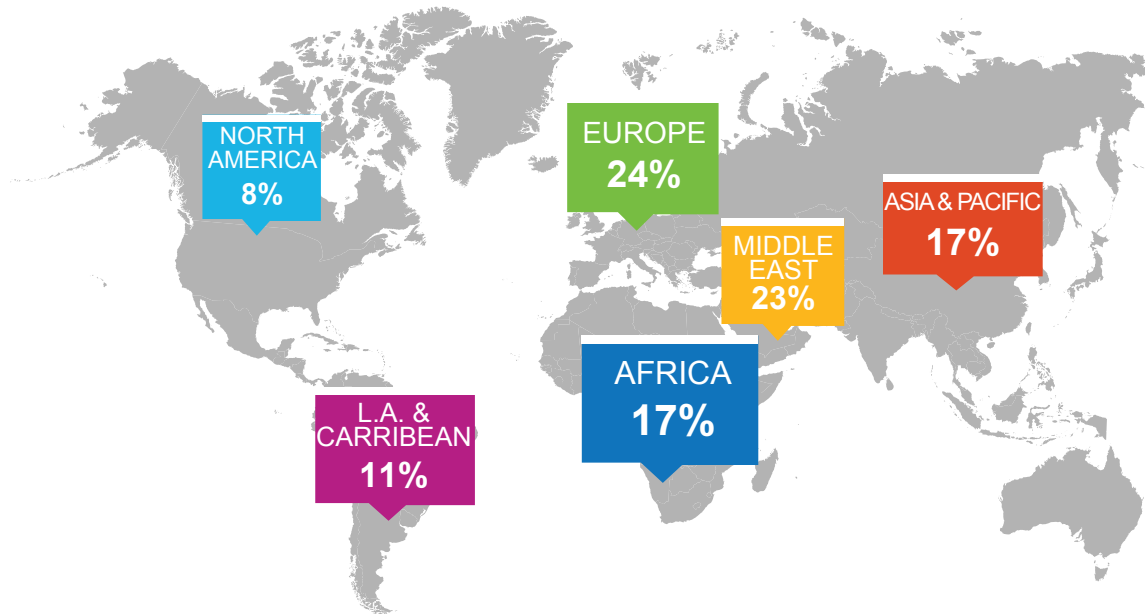 NORTH
AMERICA
8%
EUROPE
24%
ASIA & PACIFIC
17%
MIDDLE
EAST
23%
AFRICA
17%
L.A. &
CARRIBEAN
11%